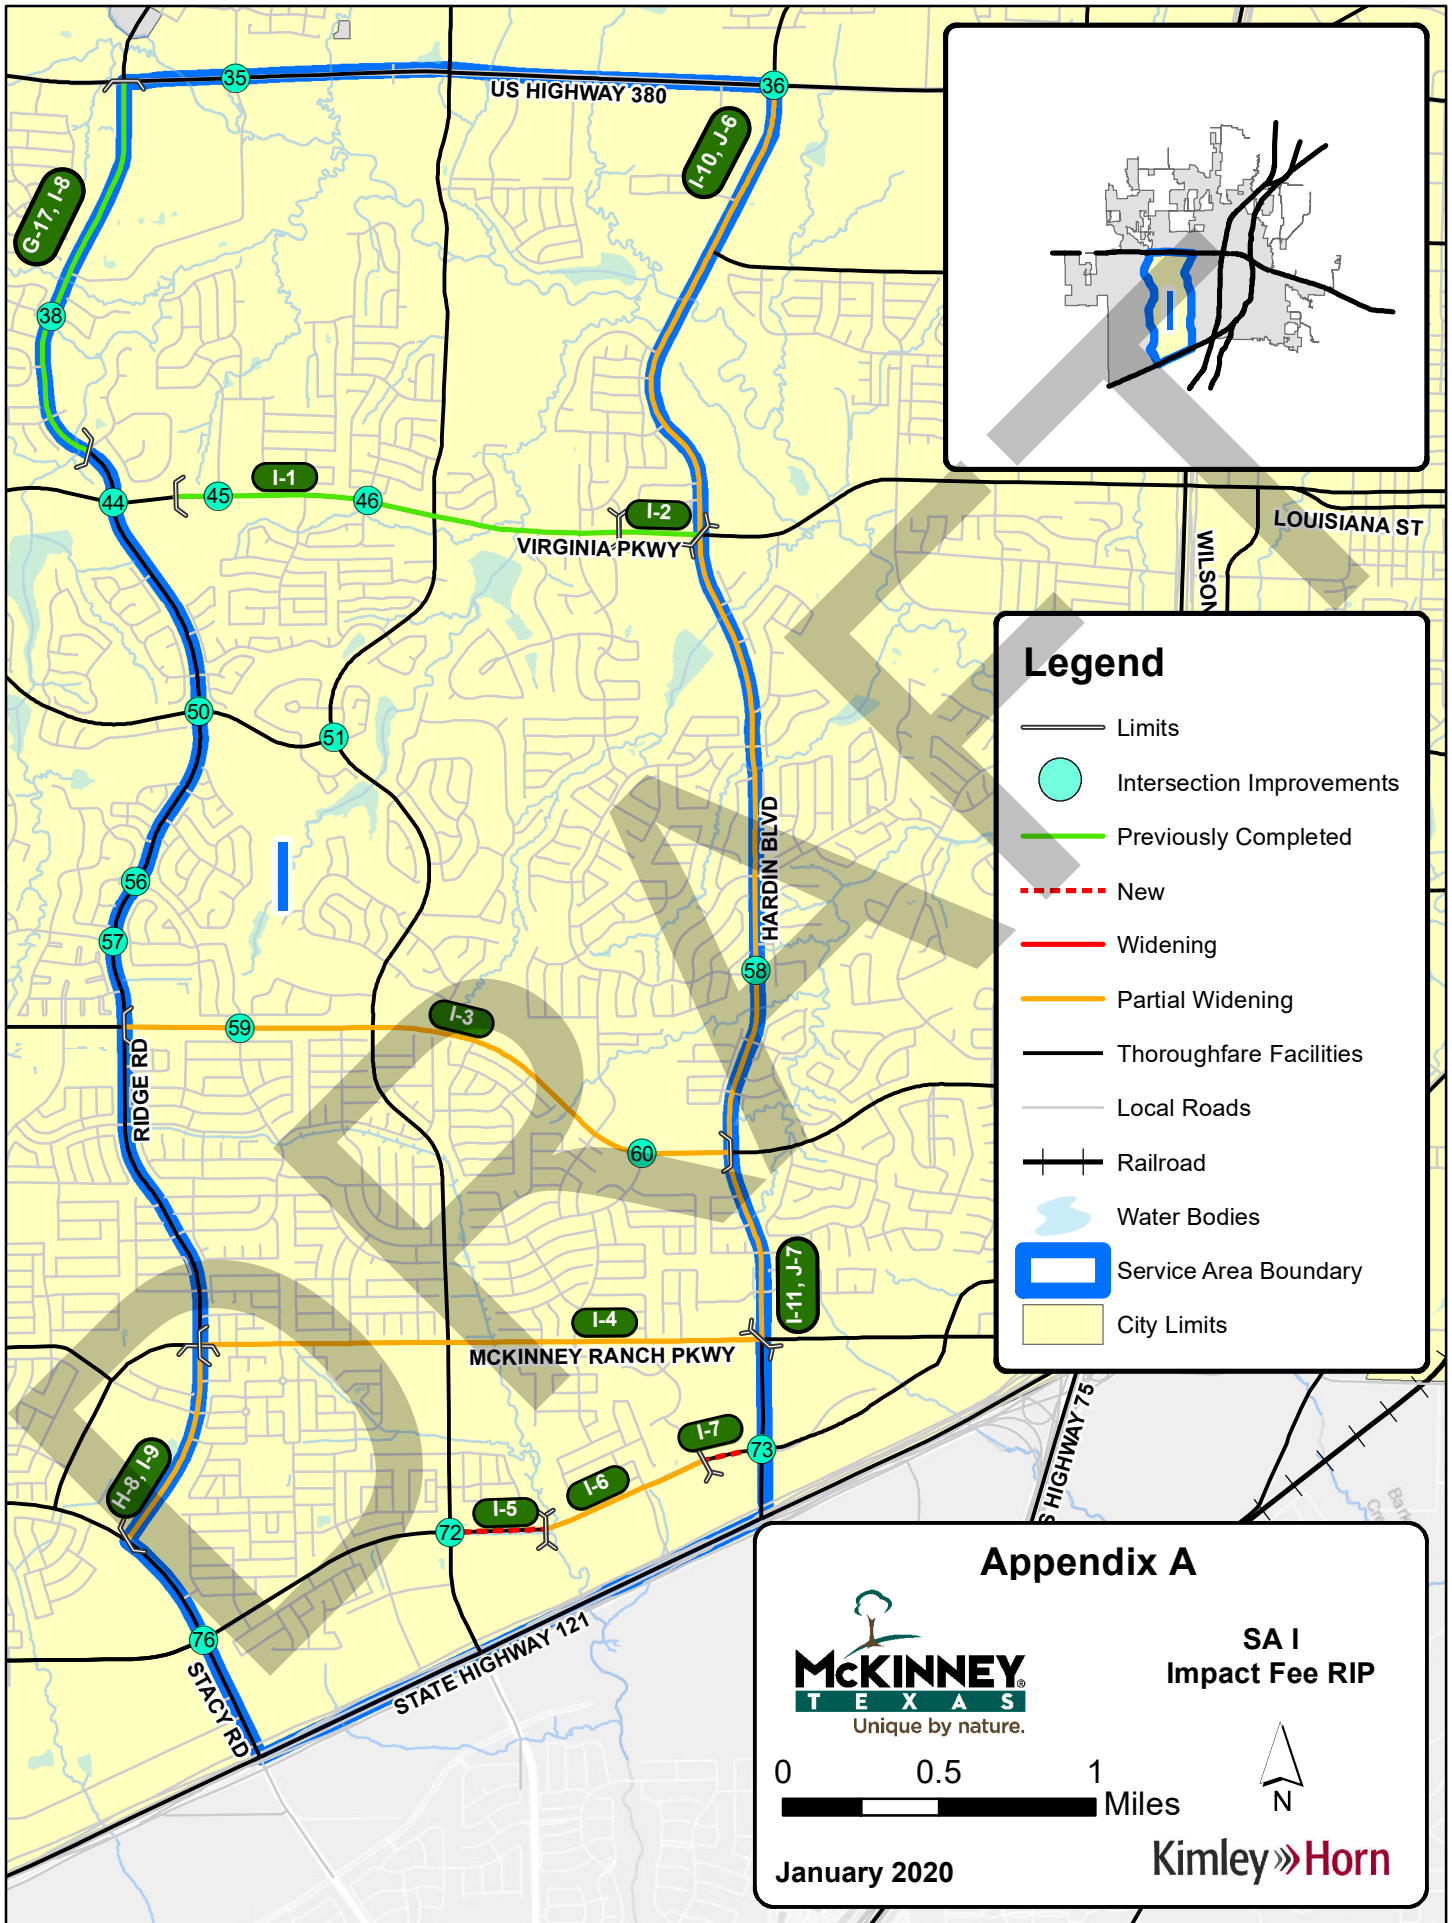 35
US HIGHWAY 380
36
I-10, J-6
G-17, I-8
38
44
45
I-1
46
I-2
VIRGINIA PKWY
LOUISIANA ST
WILSON
50
51
I
I
HARDIN BLVD
56
57
58
59
I-3
RIDGE RD
60
I-11, J-7
I-4
MCKINNEY RANCH PKWY
I-7
73
H-8, I-9
I-6
I-5
72
76
STACY RD
STATE HIGHWAY 121
S HIGHWAY 75
DRAFT
Legend
Limits
Intersection Improvements
Previously Completed
New
Widening
Partial Widening
Thoroughfare Facilities
Local Roads
Railroad
Water Bodies
Service Area Boundary
City Limits
Appendix A
McKINNEY®
TEXAS
Unique by nature.
SA I
Impact Fee RIP
0 0.5 1
Miles
N
January 2020
Kimley»Horn